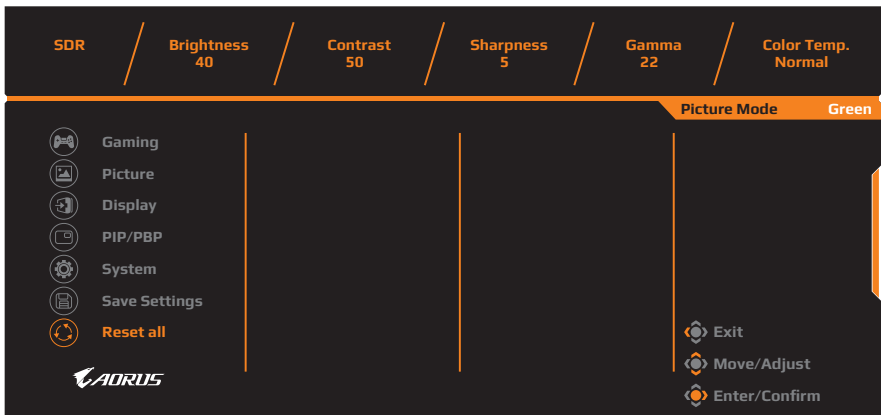 SDR
Brightness
40
Contrast
50
Sharpness
5
Gamma
22
Color Temp.
Normal
Picture Mode Green
Gaming
Picture
Display
PIP/PBP
System
Save Settings
Reset all
AORUS
Exit
Move/Adjust
Enter/Confirm